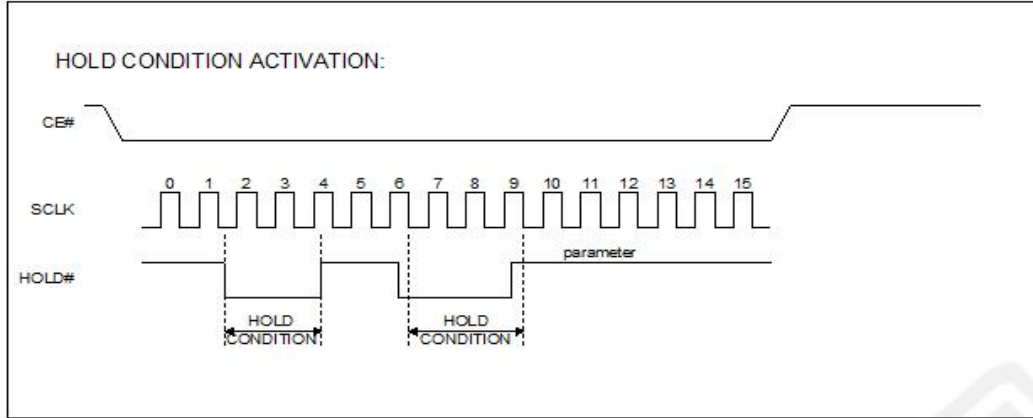 HOLD CONDITION ACTIVATION:
CE#
0 1 2 3 4 5 6 7 8 9 10 11 12 13 14 15
SCLK
parameter
HOLD#
HOLD HOLD
CONDITION CONDITION